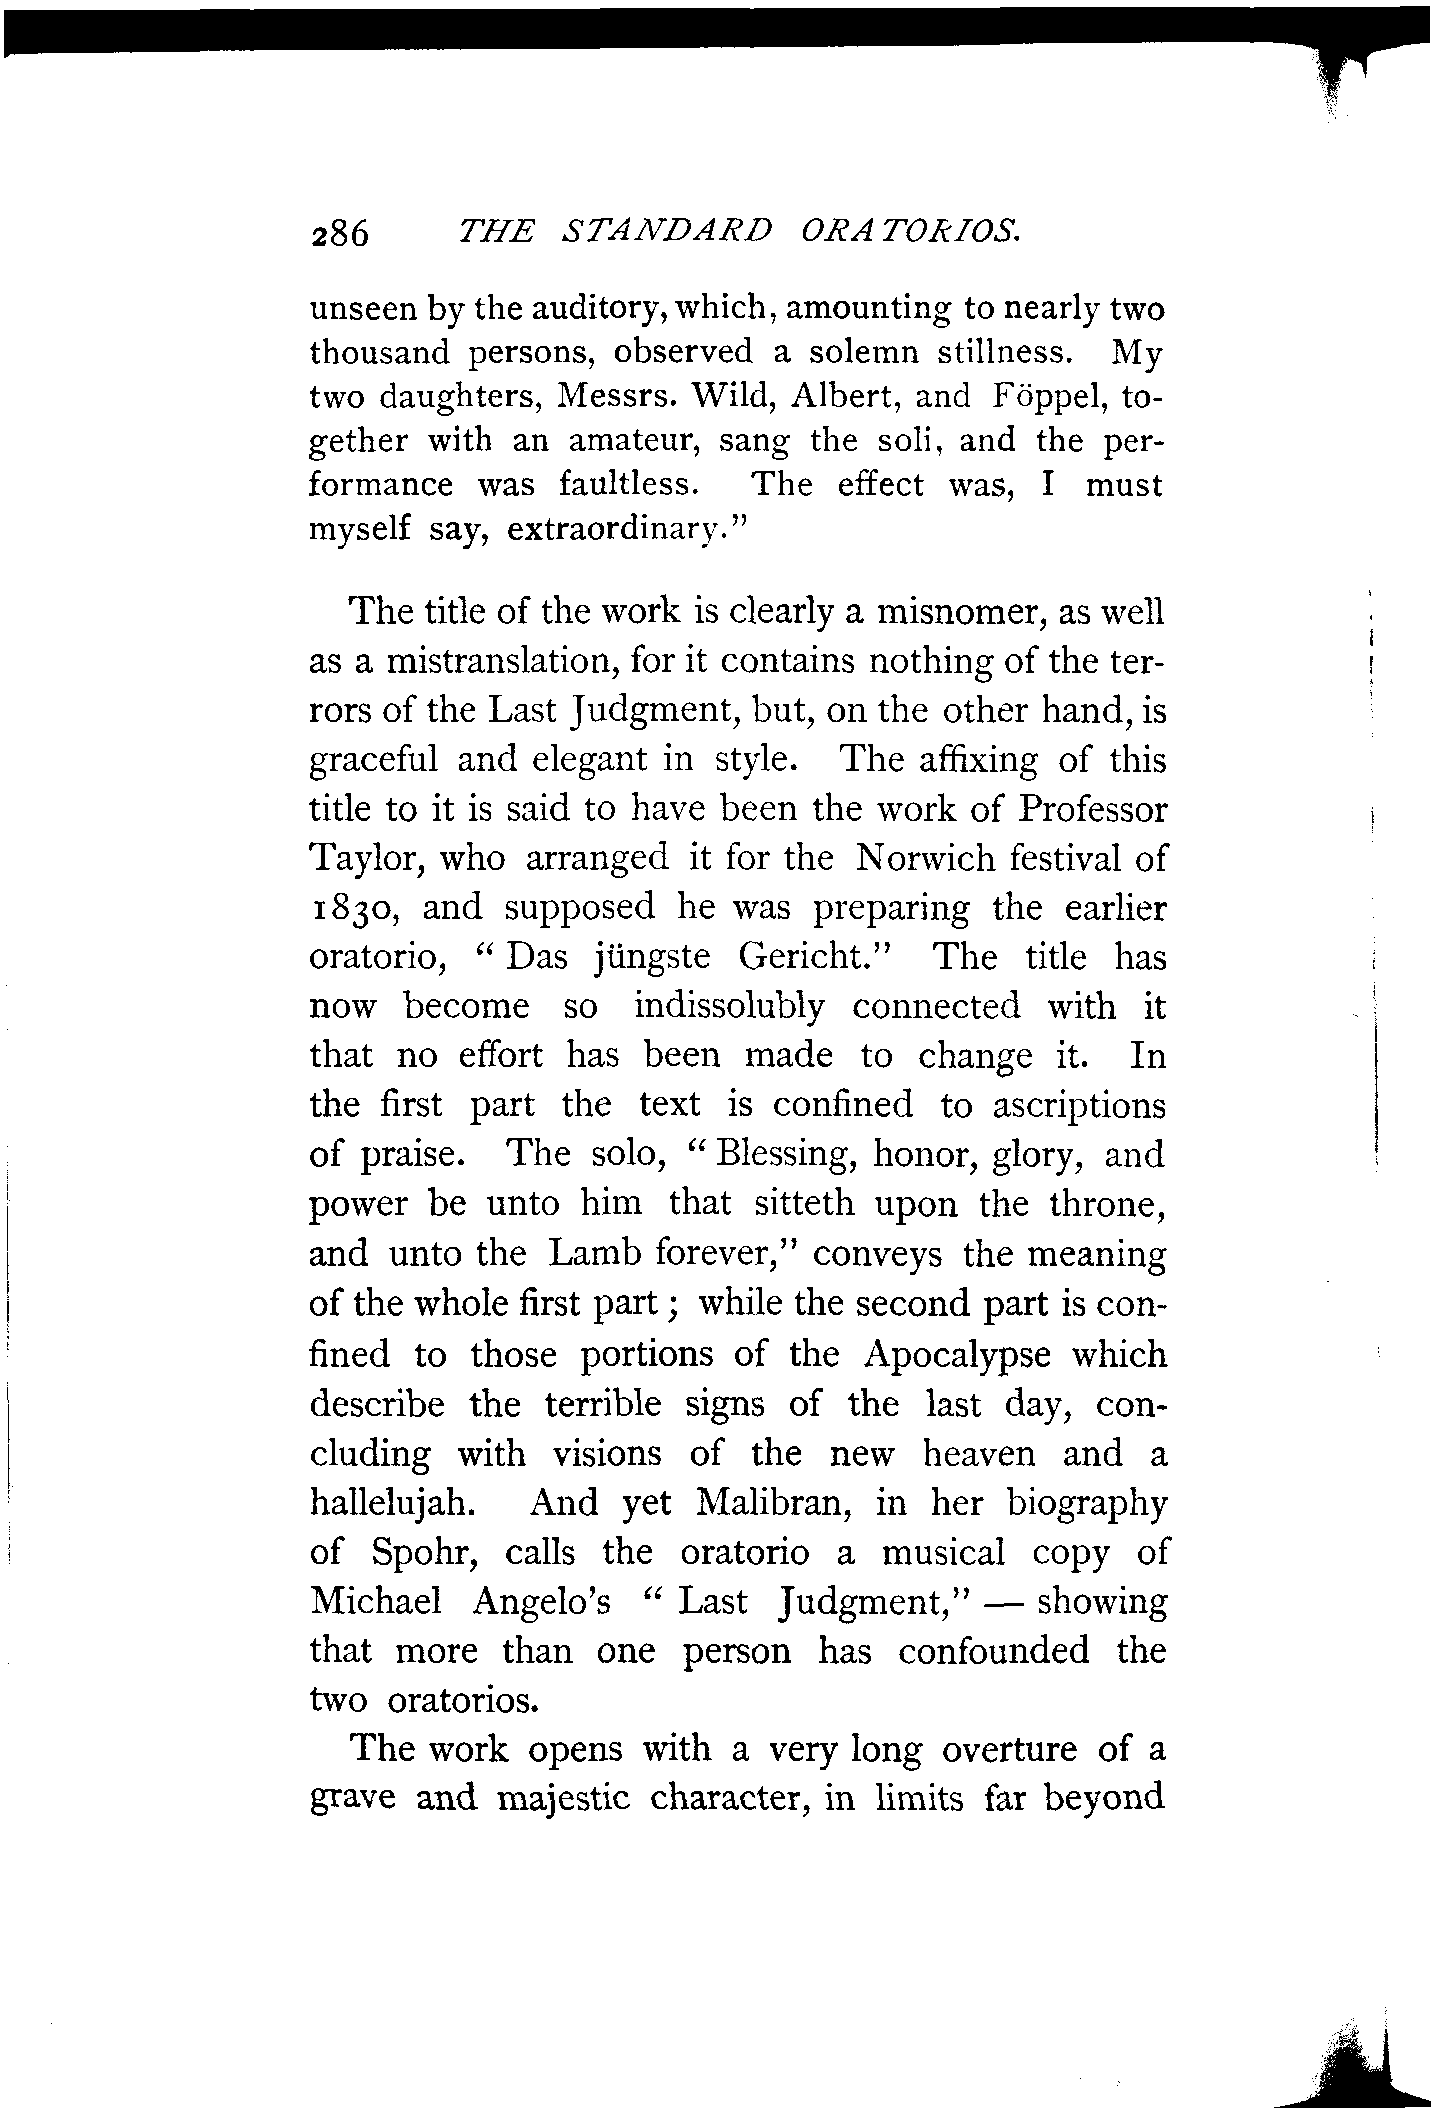 286 THE STANDARD ORATORIOS.
unseen by the auditory, which, amounting to nearly two
thousand persons, observed a solemn stillness. My
two daughters, Messrs. Wild, Albert, and Föppel, to-
gether with an amateur, sang the soli, and the per-
formance was faultless. The effect was, I must
myself say, extraordinary."
The title of the work is clearly a misnomer, as well
as a mistranslation, for it contains nothing of the ter-
rors of the Last Judgment, but, on the other hand, is
graceful and elegant in style. The affixing of this
title to it is said to have been the work of Professor
Taylor, who arranged it for the Norwich festival of
1830, and supposed he was preparing the earlier
oratorio, "Das jüngste Gericht." The title has
now become so indissolubly connected with it
that no effort has been made to change it. In
the first part the text is confined to ascriptions
of praise. The solo, "Blessing, honor, glory, and
power be unto him that sitteth upon the throne,
and unto the Lamb forever," conveys the meaning
of the whole first part; while the second part is con-
fined to those portions of the Apocalypse which
describe the terrible signs of the last day, con-
cluding with visions of the new heaven and a
hallelujah. And yet Malibran, in her biography
of Spohr, calls the oratorio a musical copy of
Michael Angelo's "Last Judgment," — showing
that more than one person has confounded the
two oratorios.
The work opens with a very long overture of a
grave and majestic character, in limits far beyond